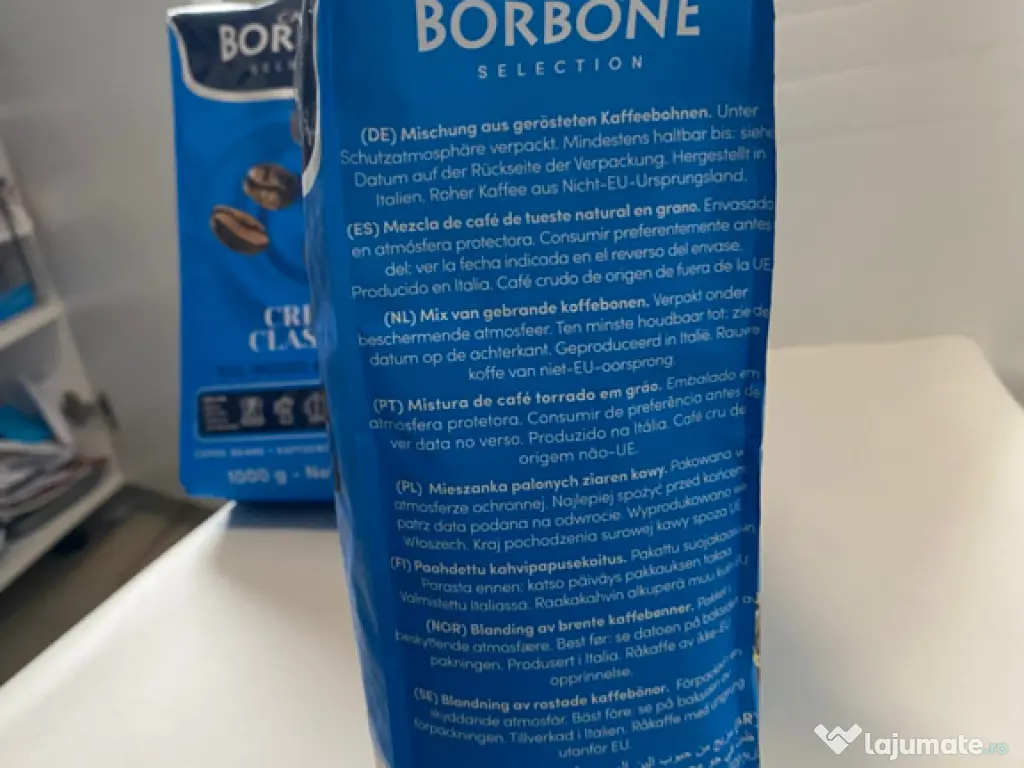 BORBONE
SELECTION
(DE) Mischung aus gerösteten Kaffeebohnen. Unter
Schutzatmosphäre verpackt. Mindestens haltbar bis: siehe
Datum auf der Rückseite der Verpackung. Hergestellt in
Italien. Roher Kaffee aus Nicht-EU-Ursprungsland.
(ES) Mezcla de café de tueste natural en grano. Envasado
en atmósfera protectora. Consumir preferentemente antes
del: ver la fecha indicada en el reverso del envase.
Producido en Italia. Café crudo de origen de fuera de la UE
(NL) Mix van gebrande koffiebonen. Verpakt onder
beschermende atmosfeer. Ten minste houdbaar tot: zie de
datum op de achterkant. Geproduceerd in Italië. Rauwe
koffie van niet-EU-oorsprong.
(PT) Mistura de café torrado em grão. Embalado em
atmosfera protetora. Consumir de preferência antes de
ver data no verso. Produzido na Itália. Café cru de
origem não-UE.
(PL) Mieszanka palonych ziaren kawy. Pakowano w
atmosferze ochronnej. Najlepiej spożyć przed końcem
patrz data podana na odwrocie. Wyprodukowano we
Włoszech. Kraj pochodzenia surowej kawy spoza UE
(FI) Paahdettu kahvipapusekoitus. Pakattu
Parasta ennen: katso päiväys pakkauksen takaa
Valmistettu Italiassa. Raakakahvin alkuperä muu kuin EU
(NOR) Blanding av brente kaffebønner. Pakket i
beskyttende atmosfære. Best før: se datoen på baksiden av
pakningen. Produsert i Italia. Råkaffe av ikke-EU
opprinnelse.
(SE) Blandning av rostade kaffebönor. Förpackad i en
skyddande atmosfär. Bäst före: se på baksidan av
förpackningen. Tillverkad i Italien. Råkaffe med ursprung
utanför EU.
(AR)
BOR
CRE
CLAS
1000 g - Net
lajumate.ro